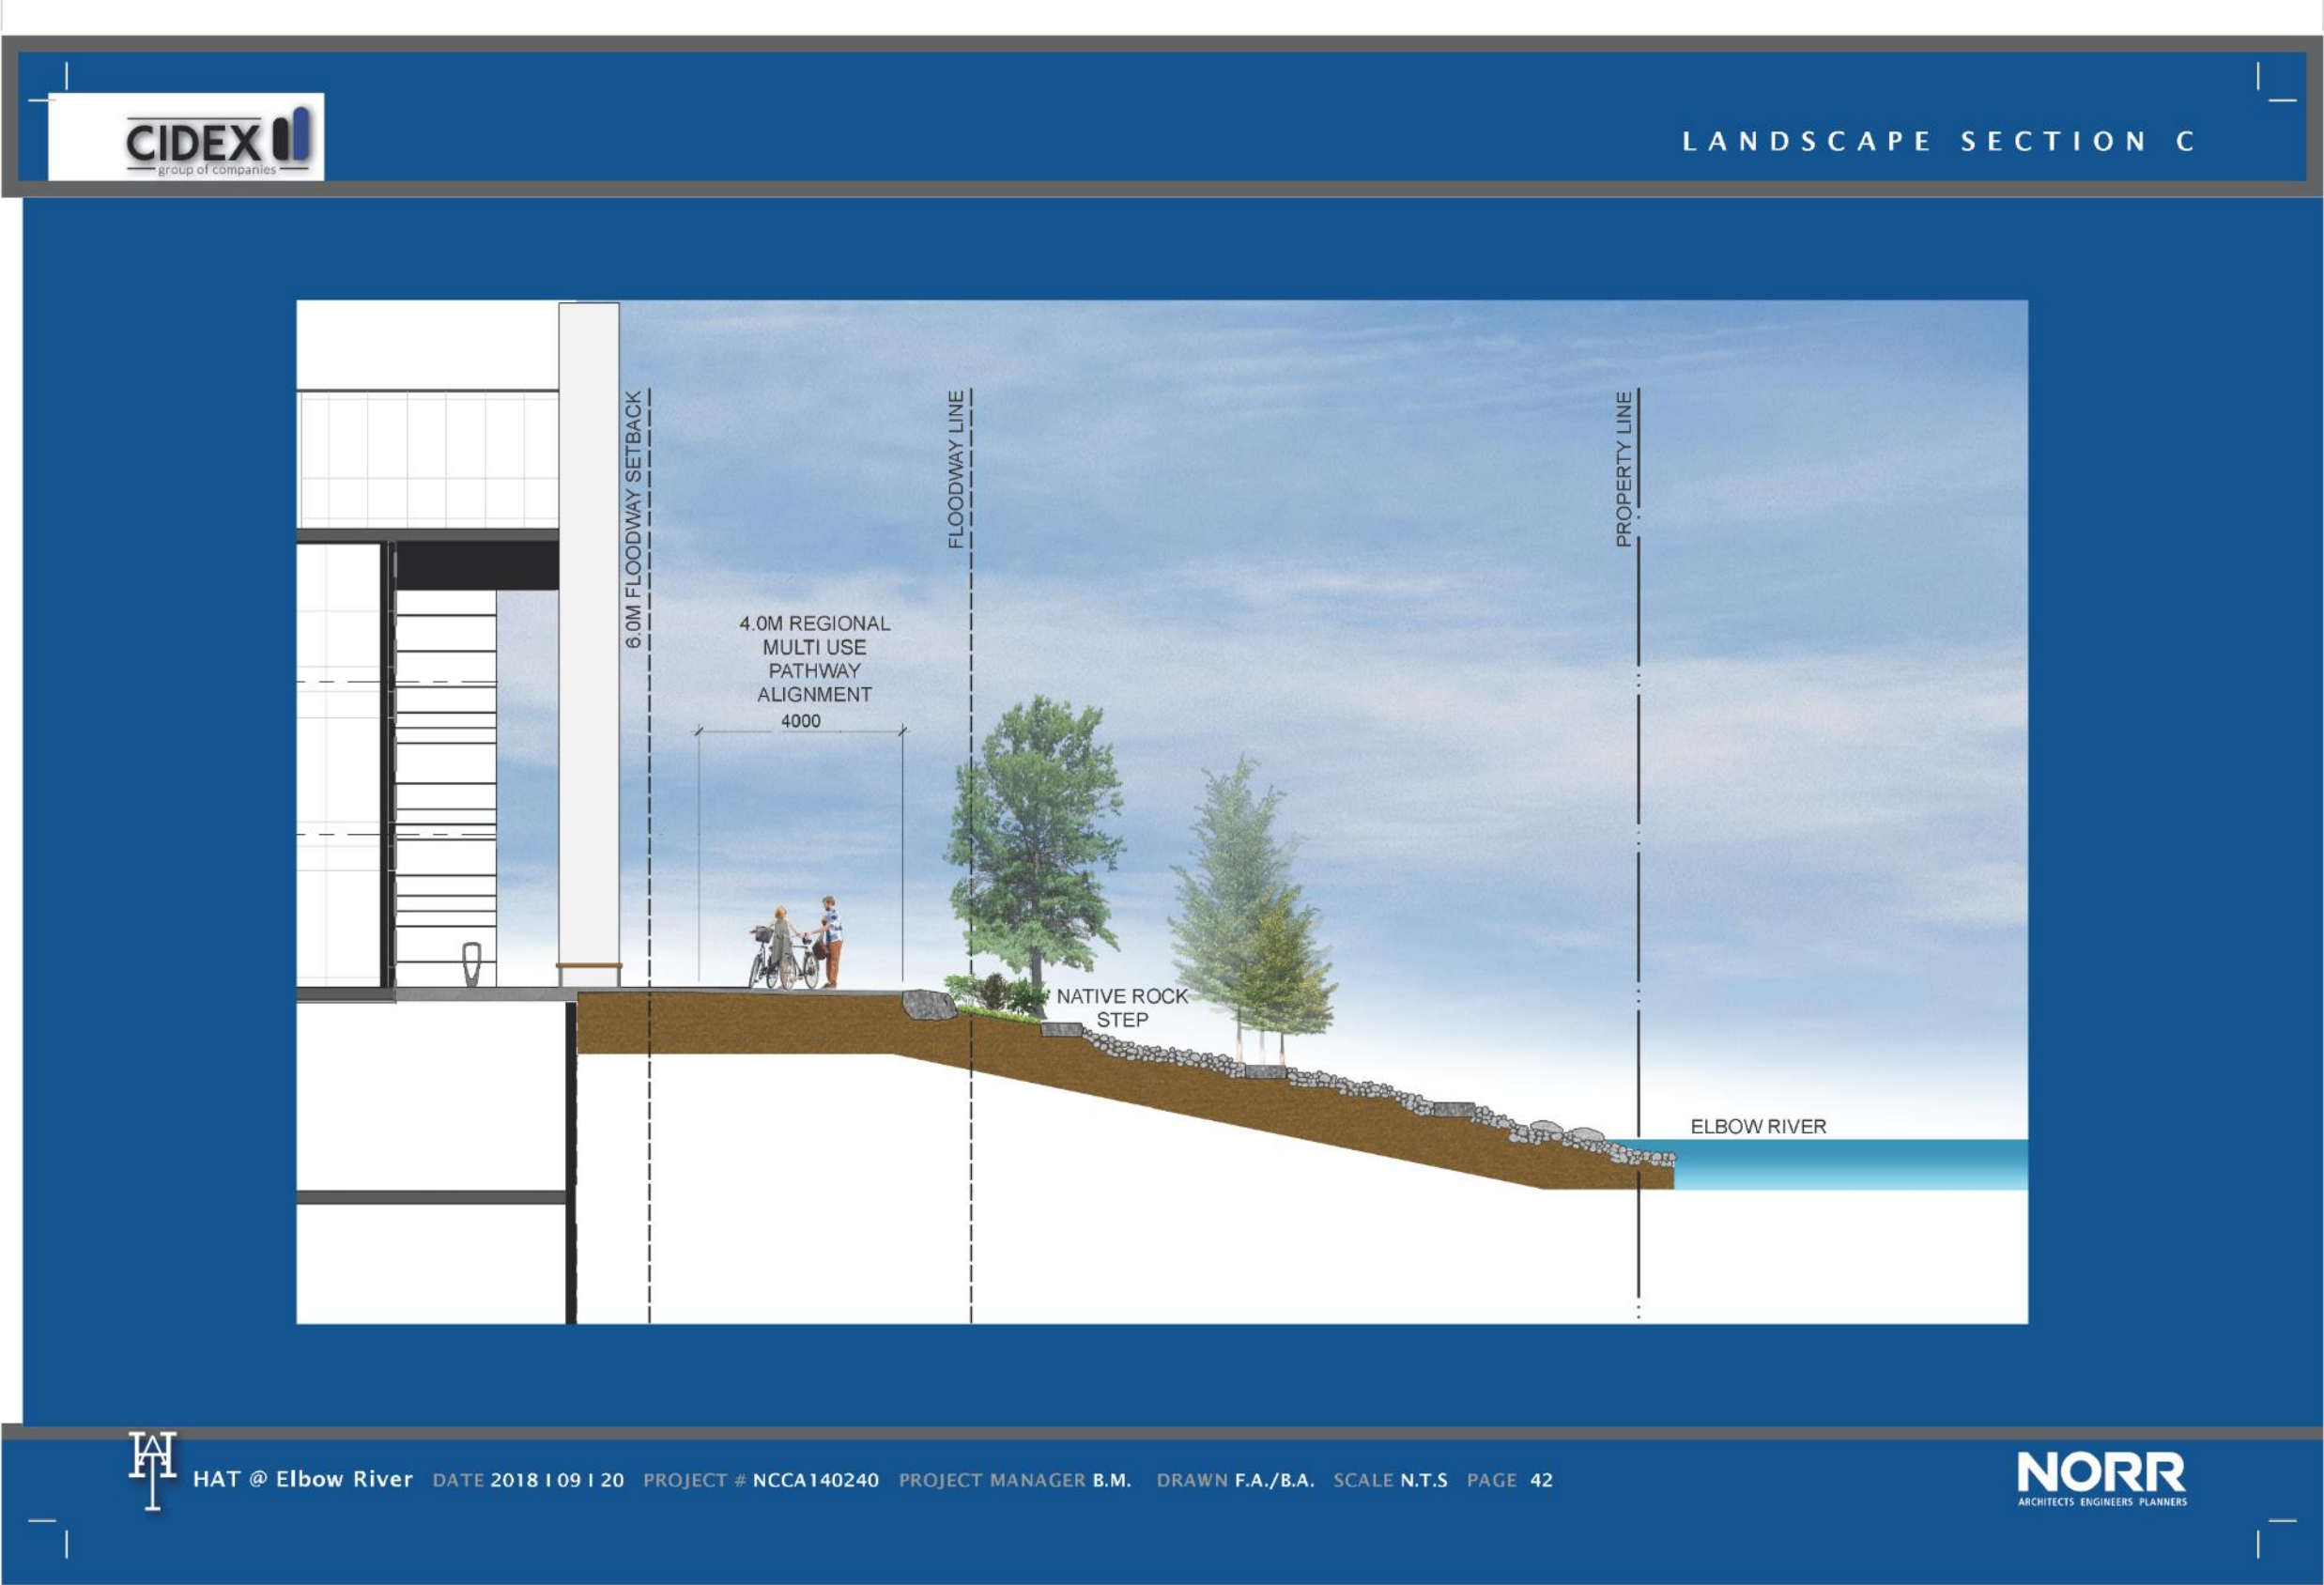 CIDEX
group of companies
LANDSCAPE SECTION C
6.0M FLOODWAY SETBACK
FLOODWAY LINE
PROPERTY LINE
4.0M REGIONAL
MULTI USE
PATHWAY
ALIGNMENT
4000
NATIVE ROCK
STEP
ELBOW RIVER
HAT
HAT @ Elbow River DATE 2018 I 09 I 20 PROJECT # NCCA140240 PROJECT MANAGER B.M. DRAWN F.A./B.A. SCALE N.T.S PAGE 42
NORR
ARCHITECTS ENGINEERS PLANNERS